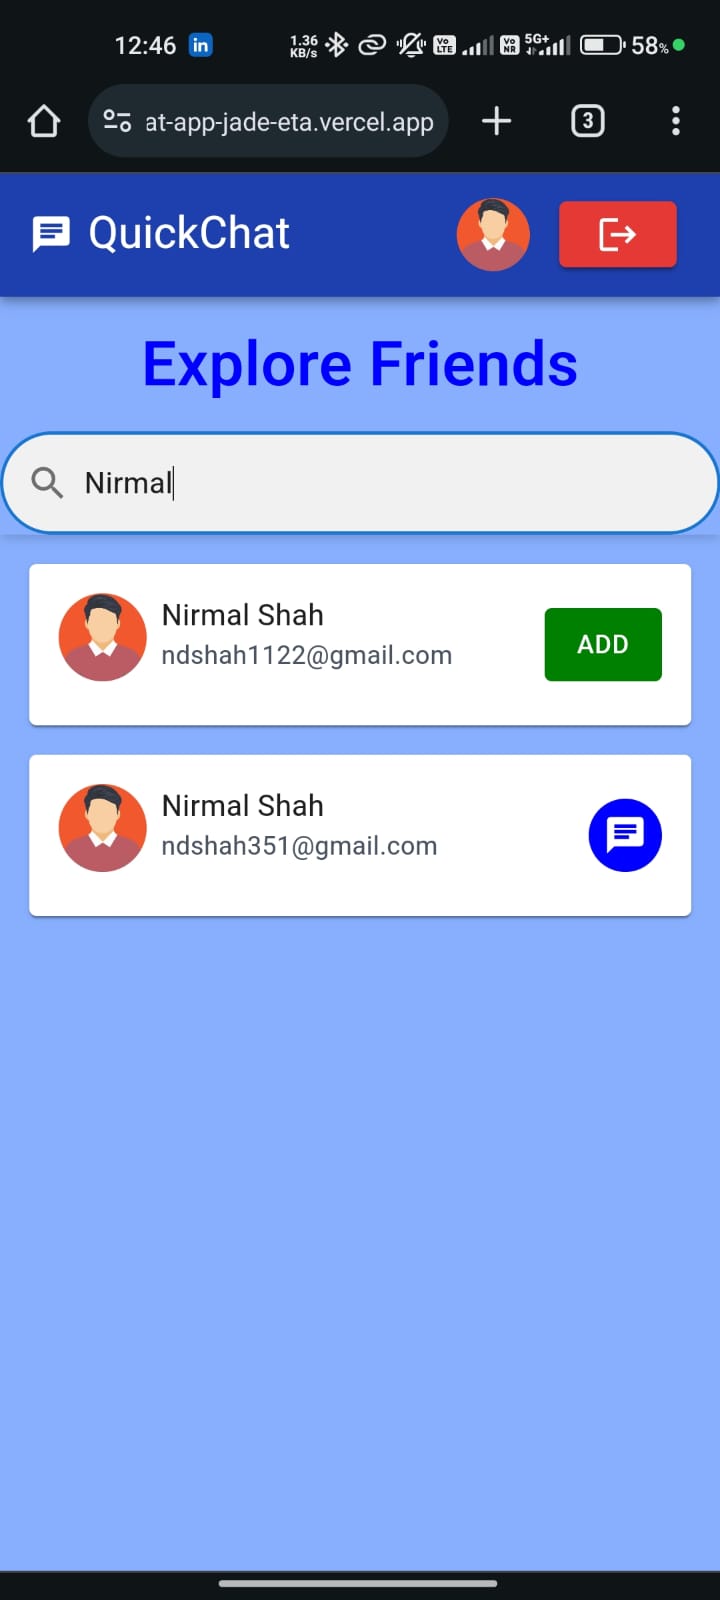 12:46 in 1.36 KB/s Vo LTE Vo NR 5G+ 58%
at-app-jade-eta.vercel.app 3
QuickChat
Explore Friends
Nirmal
Nirmal Shah
ndshah1122@gmail.com
ADD
Nirmal Shah
ndshah351@gmail.com